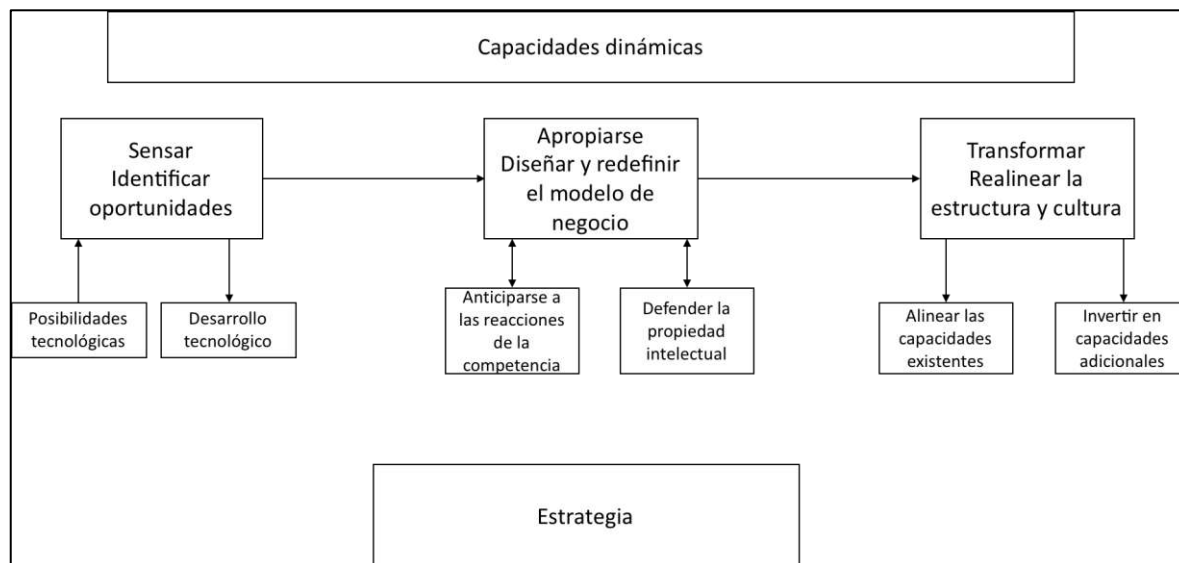 Capacidades dinámicas
Sensar
Identificar
oportunidades
Apropiarse
Diseñar y redefinir
el modelo de
negocio
Transformar
Realinear la
estructura y cultura
Posibilidades
tecnológicas
Desarrollo
tecnológico
Anticiparse a
las reacciones
de la
competencia
Defender la
propiedad
intelectual
Alinear las
capacidades
existentes
Invertir en
capacidades
adicionales
Estrategia